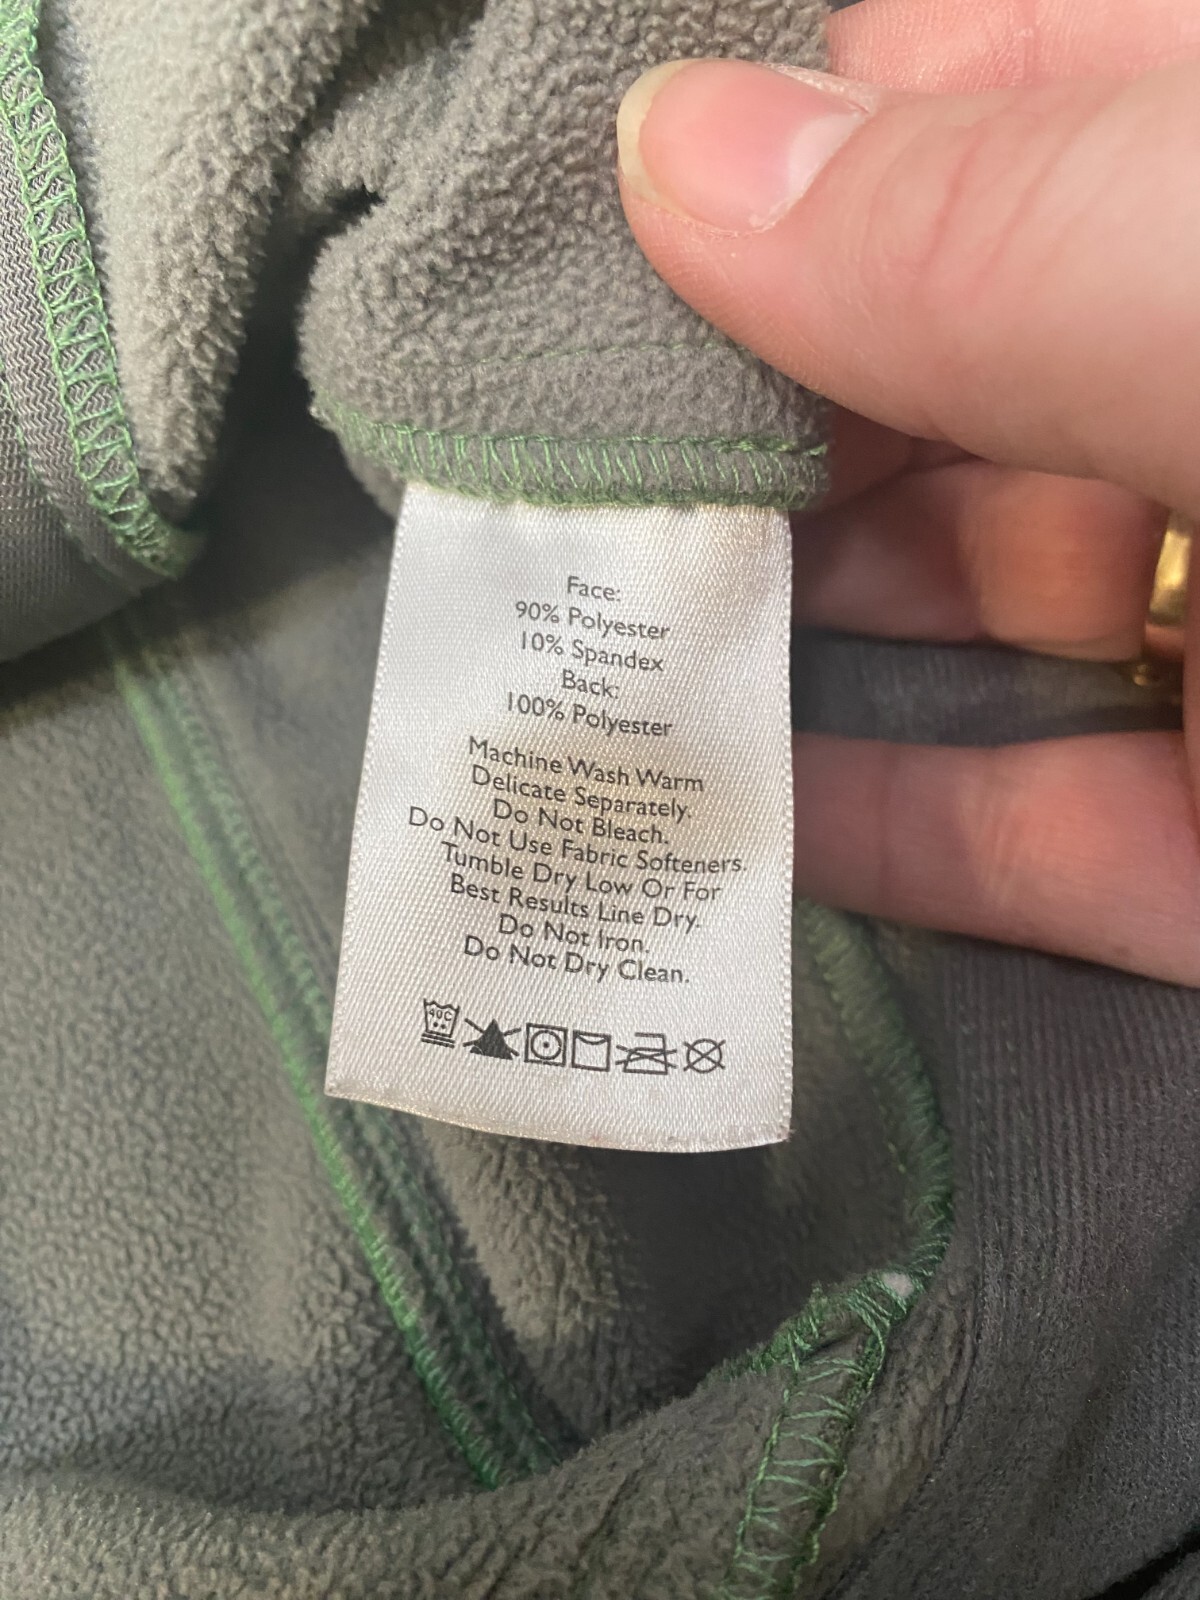 Face:
90% Polyester
10% Spandex
Back:
100% Polyester
Machine Wash Warm
Delicate Separately.
Do Not Bleach.
Do Not Use Fabric Softeners.
Tumble Dry Low Or For
Best Results Line Dry.
Do Not Iron.
Do Not Dry Clean.
40C